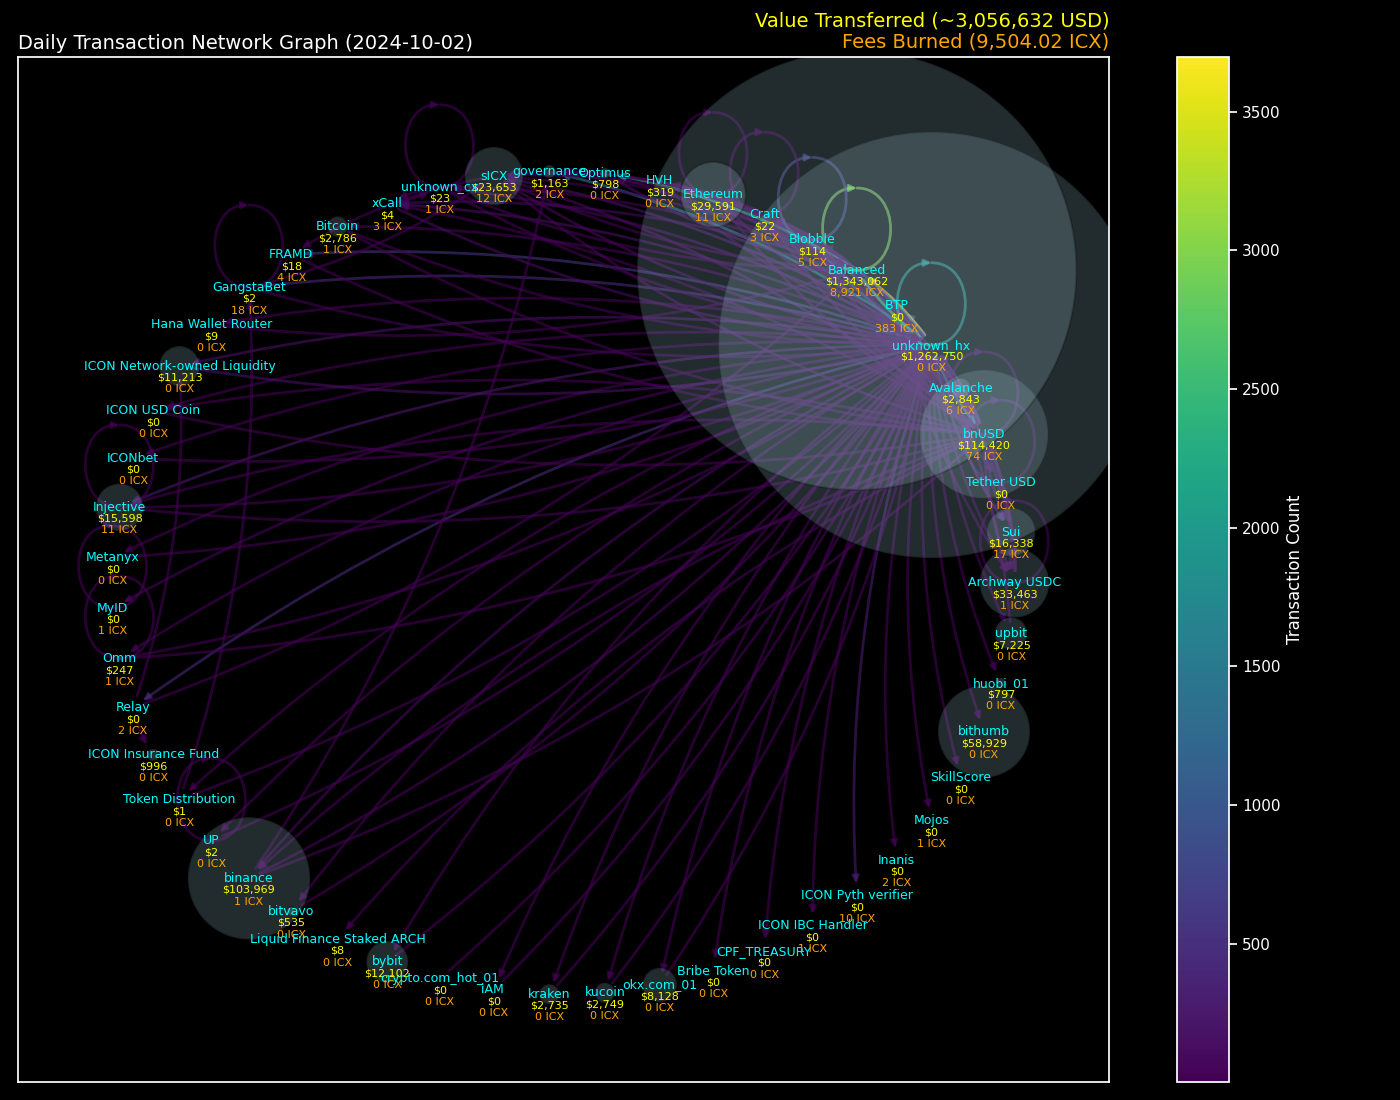 Value Transferred (~3,056,632 USD)
Daily Transaction Network Graph (2024-10-02)
Fees Burned (9,504.02 ICX)
unknown_hx
$1,262,750
0 ICX
BTP
$0
383 ICX
Balanced
$1,343,062
8,921 ICX
Blobble
$114
5 ICX
Craft
$22
3 ICX
Ethereum
$29,591
11 ICX
HVH
$319
0 ICX
Optimus
$798
0 ICX
governance
$1,163
2 ICX
sICX
$23,653
12 ICX
$23
1 ICX
xCall
$4
3 ICX
Bitcoin
$2,786
1 ICX
FRAMD
$18
4 ICX
GangstaBet
$2
18 ICX
Hana Wallet Router
$9
0 ICX
ICON Network-owned Liquidity
$11,213
0 ICX
ICON USD Coin
$0
0 ICX
ICONbet
$0
0 ICX
Injective
$15,598
11 ICX
Metanyx
$0
0 ICX
MyID
$0
1 ICX
Omm
$247
1 ICX
Relay
$0
2 ICX
ICON Insurance Fund
$996
0 ICX
Token Distribution
$1
0 ICX
UP
$2
0 ICX
binance
$103,969
1 ICX
bitvavo
$535
0 ICX
Liquid Finance Staked ARCH
$8
0 ICX
bybit
$12,102
0 ICX
crypto.com_hot_01
$0
0 ICX
IAM
$0
0 ICX
kraken
$2,735
0 ICX
kucoin
$2,749
0 ICX
okx.com_01
$8,128
0 ICX
Bribe Token
$0
0 ICX
CPF_TREASURY
$0
0 ICX
ICON IBC Handler
$0
ICX
ICON Pyth verifier
$0
10 ICX
Inanis
$0
2 ICX
Mojos
$0
1 ICX
SkillScore
$0
0 ICX
bithumb
$58,929
0 ICX
huobi_01
$797
0 ICX
upbit
$7,225
0 ICX
Archway USDC
$33,463
1 ICX
Sui
$16,338
17 ICX
Tether USD
$0
0 ICX
bnUSD
$114,420
74 ICX
Avalanche
$2,843
6 ICX
3500
3000
2500
2000
1500
1000
500
Transaction Count